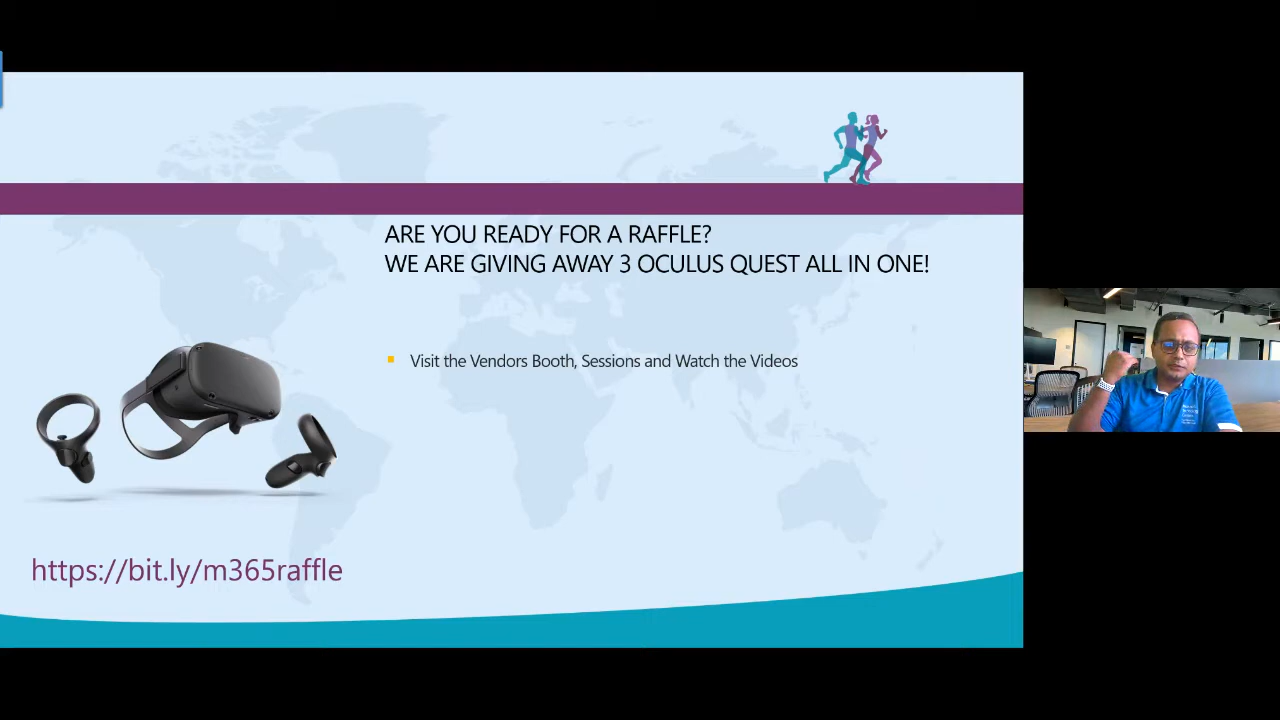 ARE YOU READY FOR A RAFFLE?
WE ARE GIVING AWAY 3 OCULUS QUEST ALL IN ONE!
Visit the Vendors Booth, Sessions and Watch the Videos
https://bit.ly/m365raffle